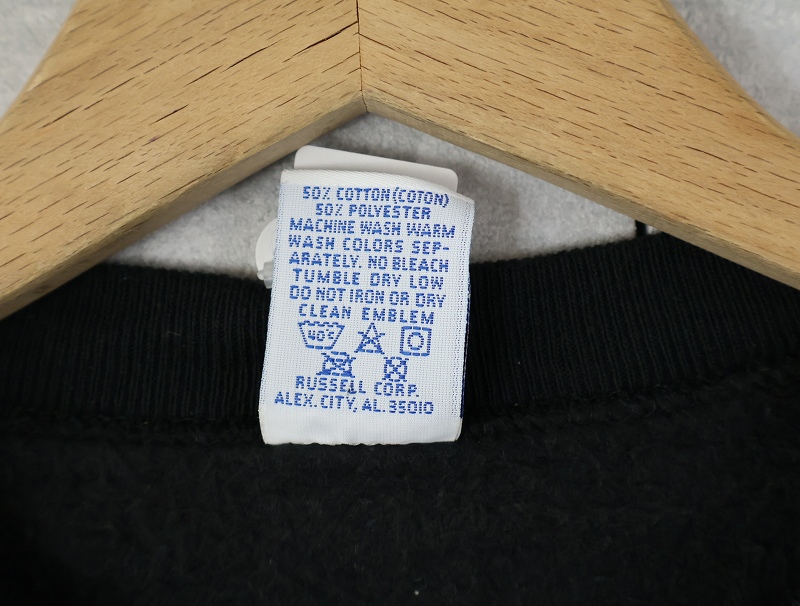 50% COTTON(COTON)
50% POLYESTER
MACHINE WASH WARM
WASH COLORS SEP-
ARATELY. NO BLEACH
TUMBLE DRY LOW
DO NOT IRON OR DRY
CLEAN EMBLEM
40°C
RUSSELL CORP.
ALEX. CITY, AL. 35010